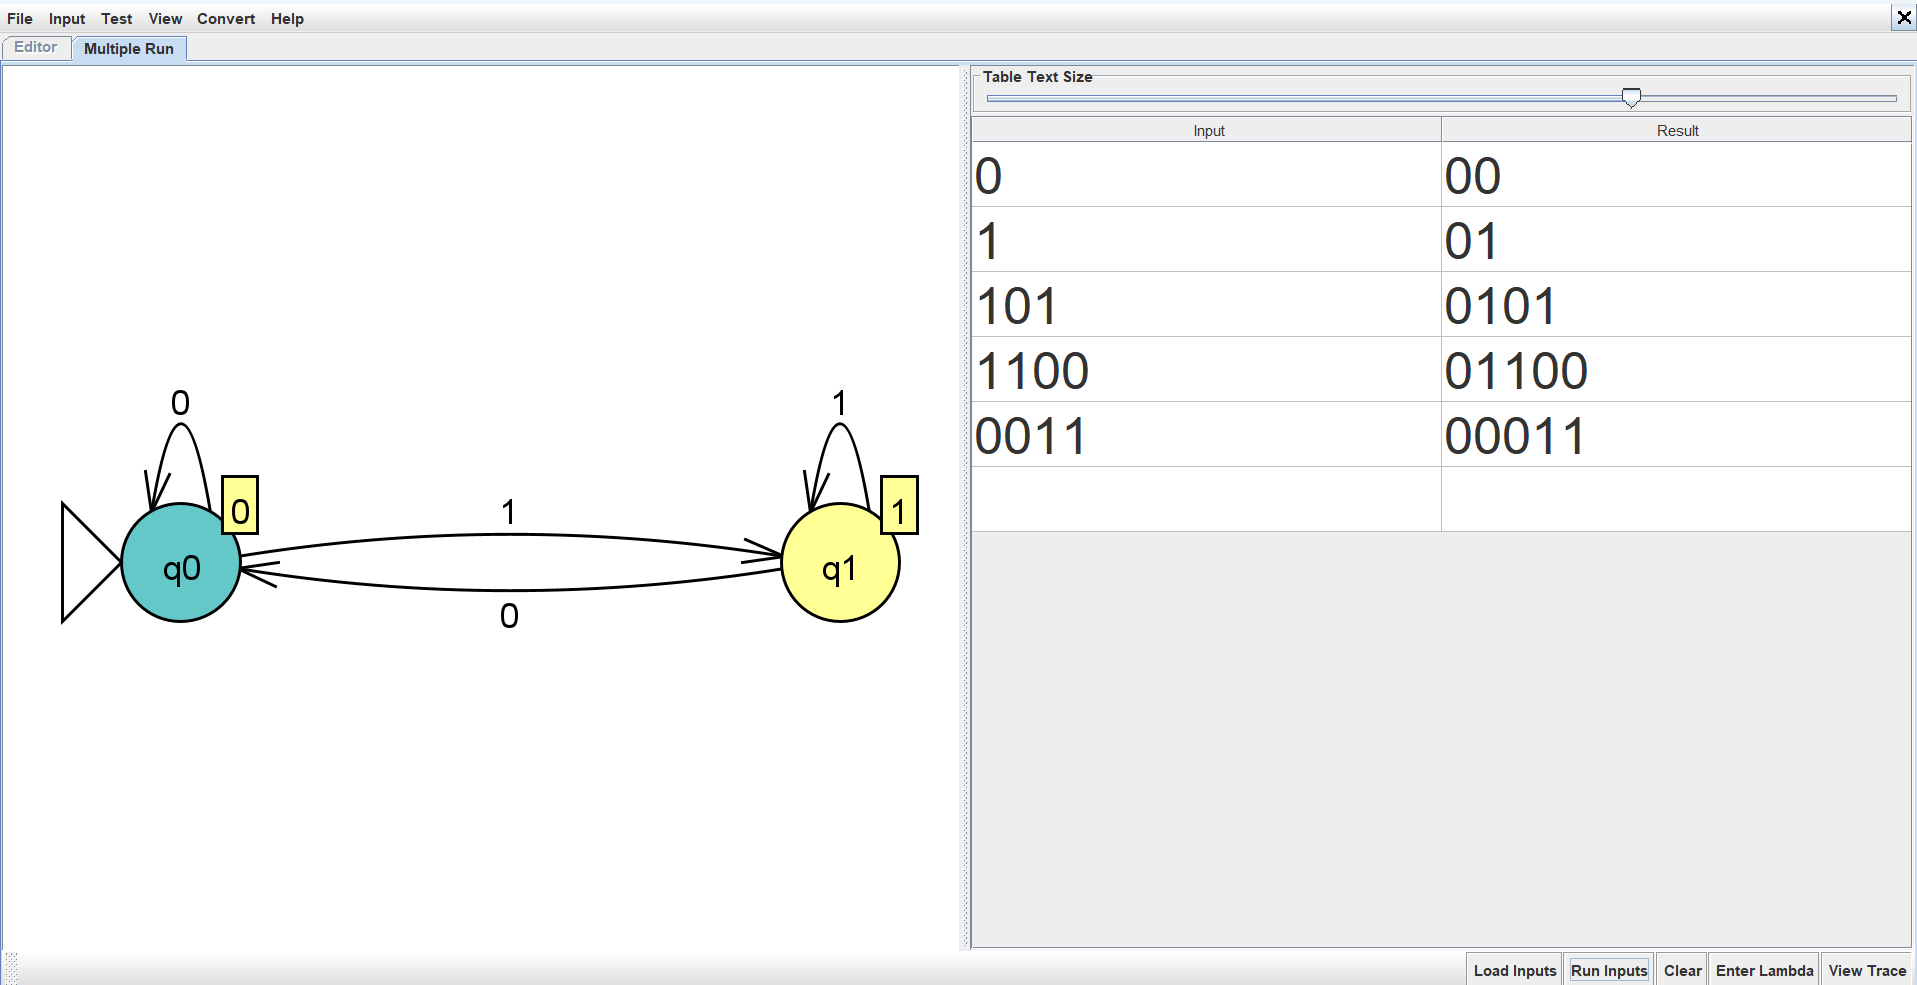 File Input Test View Convert Help
Editor Multiple Run
Table Text Size
Input Result
0 00
1 01
101 0101
1100 01100
0011 00011
0 1
0 1
1
q0 q1
0
Load Inputs Run Inputs Clear Enter Lambda View Trace